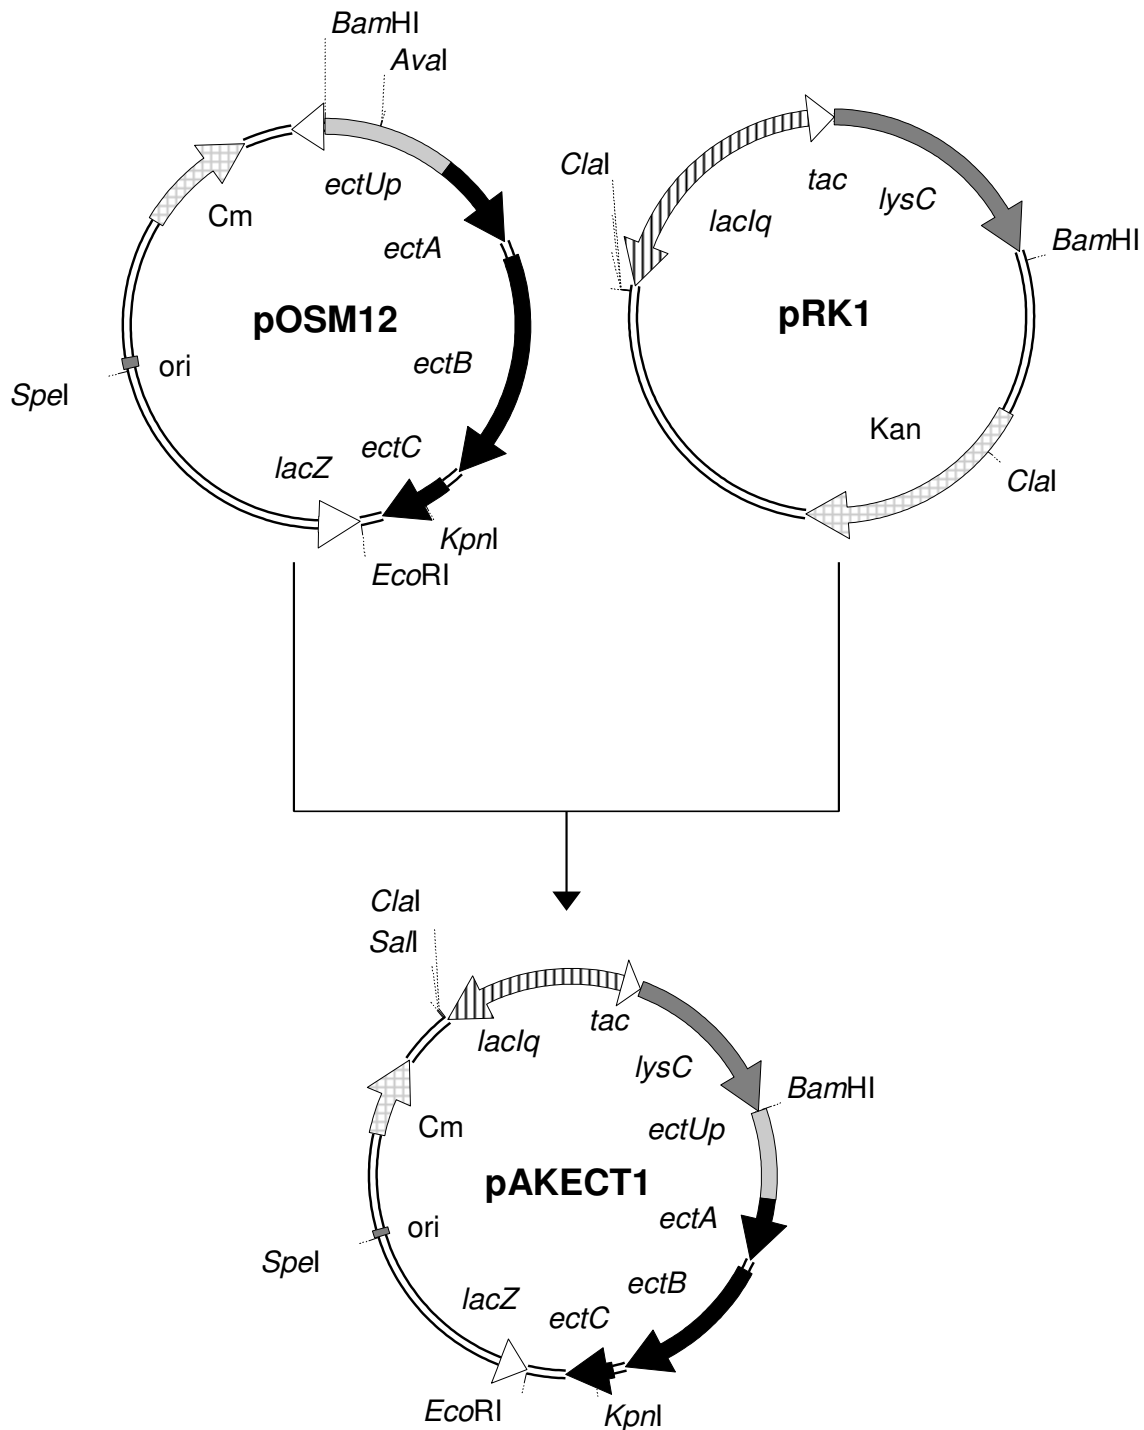 BamHI
AvaI
ectUp
Cm
ectA
pOSM12
ectB
ori
SpeI
ectC
lacZ
KpnI
EcoRI
ClaI
tac
lysC
lacIq
BamHI
pRK1
Kan
ClaI
ClaI
SalI
lacIq
tac
lysC
BamHI
Cm
ectUp
pAKECT1
ectA
ori
SpeI
ectB
lacZ
ectC
EcoRI
KpnI